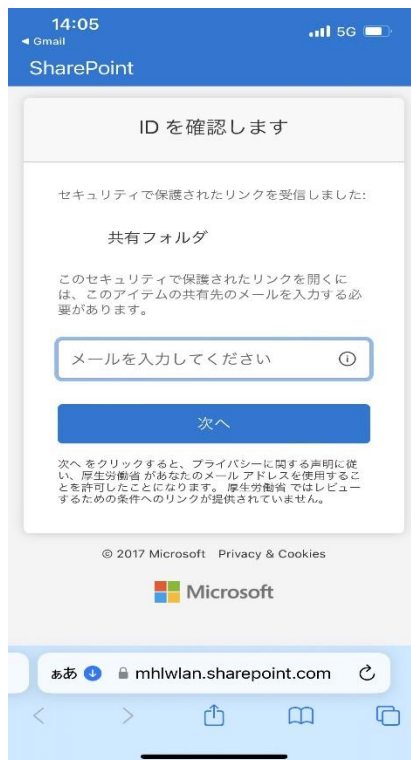 14:05
5G
◀ Gmail
SharePoint
ID を確認します
セキュリティで保護されたリンクを受信しました:
共有フォルダ
このセキュリティで保護されたリンクを開くに
は、このアイテムの共有先のメールを入力する必
要があります。
メールを入力してください
次へ
次へ をクリックすると、プライバシーに関する声明に従
い、厚生労働省 があなたのメール アドレスを使用するこ
とを許可したことになります。 厚生労働省 ではレビュー
するための条件へのリンクが提供されていません。
© 2017 Microsoft Privacy & Cookies
Microsoft
ぁあ mhlwlan.sharepoint.com